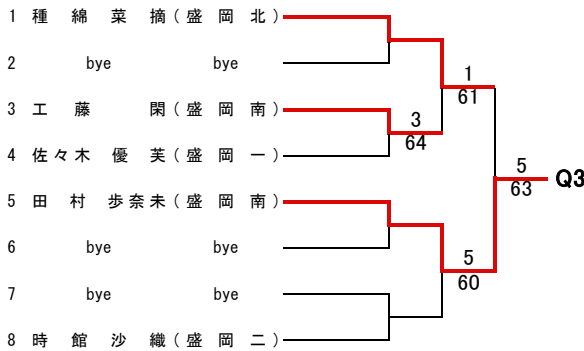 1 種綿菜摘(盛岡北)
2 bye bye
1
61
3 工藤閑(盛岡南)
3
64
4 佐々木優芙(盛岡一)
5
63
Q3
5 田村歩奈未(盛岡南)
6 bye bye
5
60
7 bye bye
8 時館沙織(盛岡二)